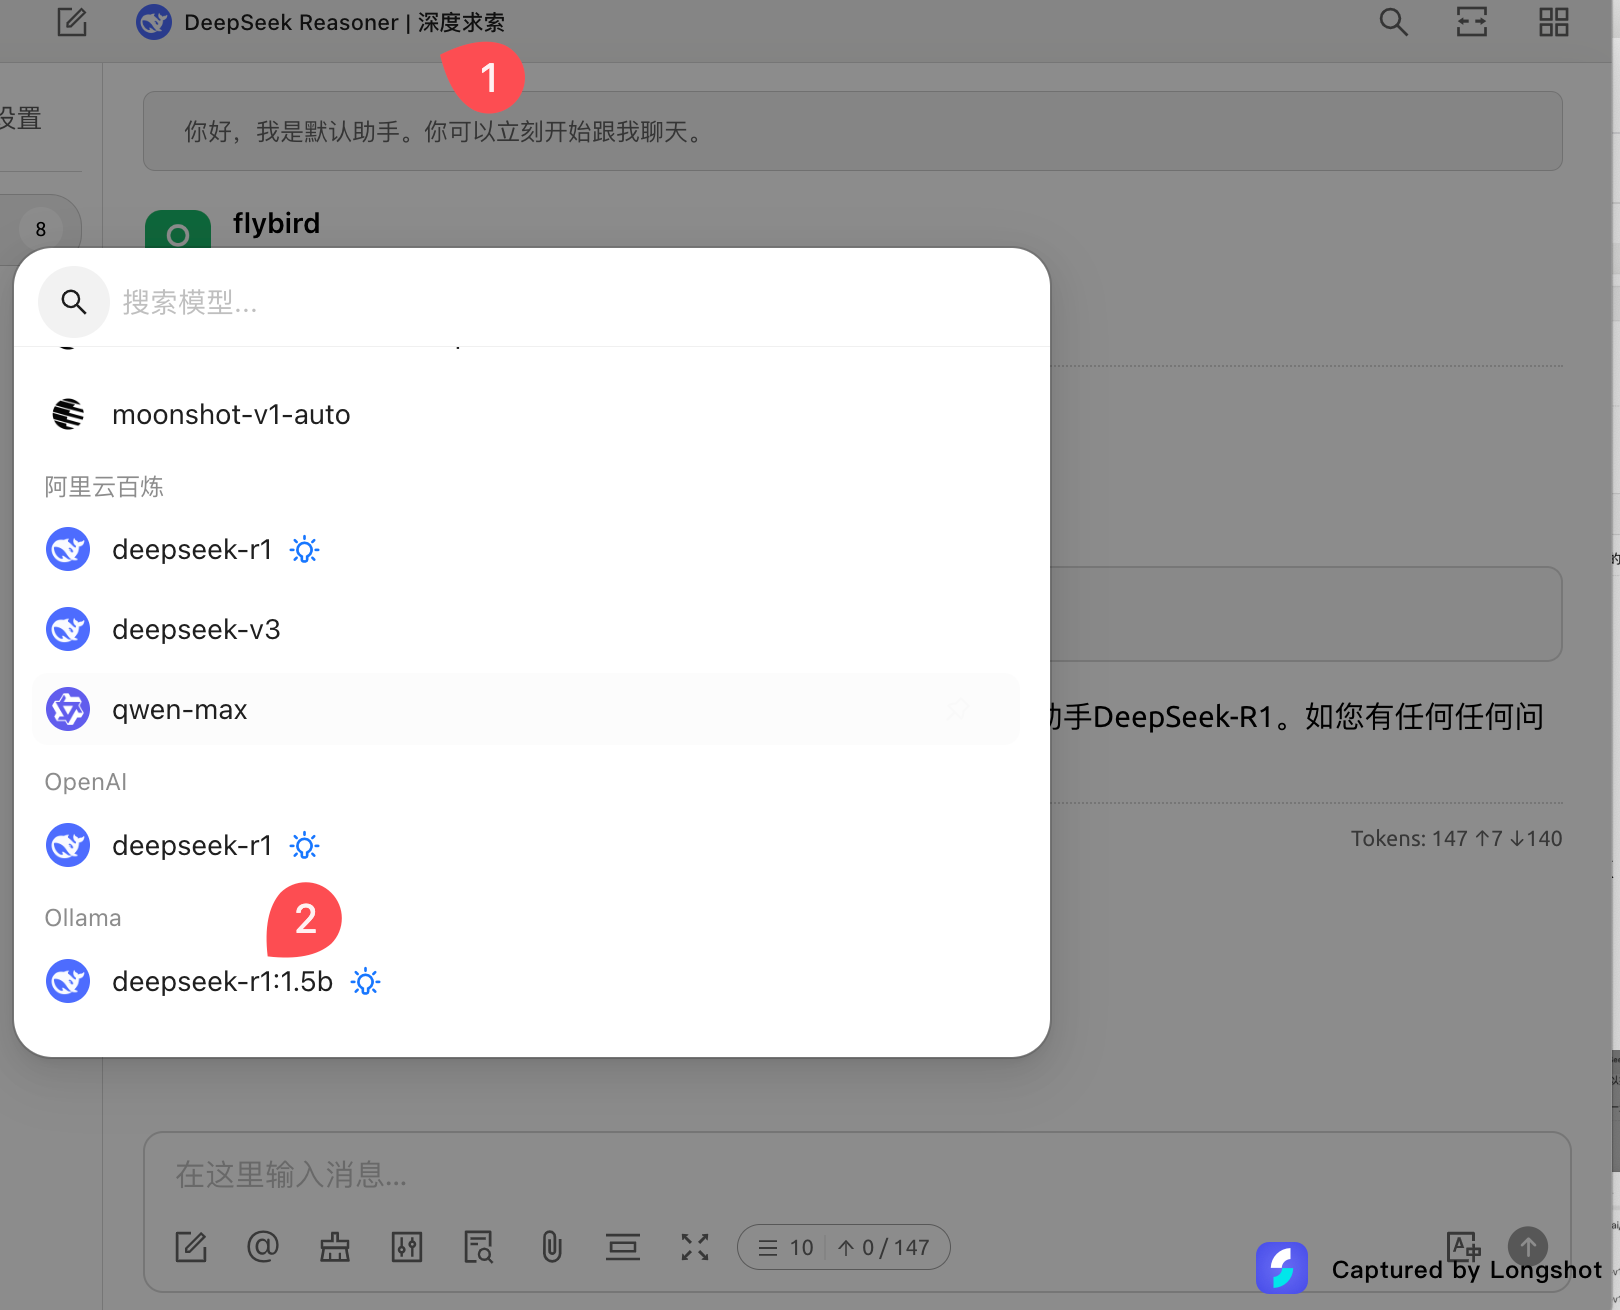 DeepSeek Reasoner | 深度求索
1
设置
你好，我是默认助手。你可以立刻开始跟我聊天。
8
flybird
搜索模型...
moonshot-v1-auto
阿里云百炼
deepseek-r1
deepseek-v3
qwen-max
助手DeepSeek-R1。如您有任何任何问
OpenAI
deepseek-r1
Tokens: 147 ↑7 ↓140
Ollama
2
deepseek-r1:1.5b
在这里输入消息...
10 ↑ 0 / 147
Captured by Longshot